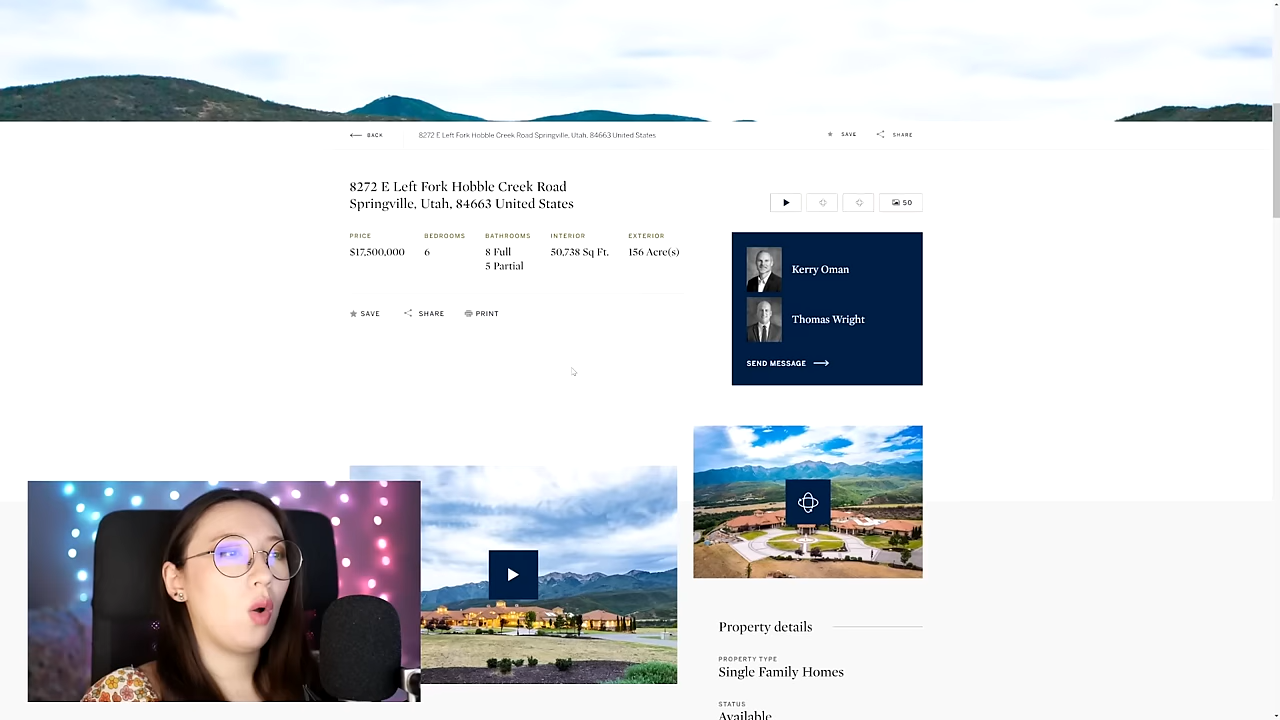 BACK
8272 E Left Fork Hobble Creek Road Springville, Utah, 84663 United States
SAVE
SHARE
8272 E Left Fork Hobble Creek Road
Springville, Utah, 84663 United States
50
PRICE
$17,500,000
BEDROOMS
6
BATHROOMS
8 Full
5 Partial
INTERIOR
50,738 Sq Ft.
EXTERIOR
156 Acre(s)
SAVE
SHARE
PRINT
Kerry Oman
Thomas Wright
SEND MESSAGE
Property details
PROPERTY TYPE
Single Family Homes
STATUS
Available